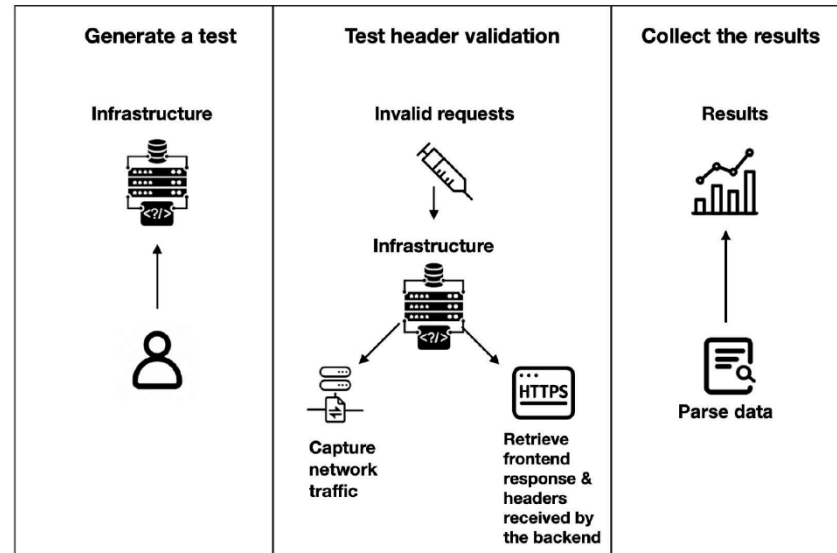 Generate a test
Infrastructure
<?/>
Test header validation
Invalid requests
Infrastructure
<?/>
HTTPS
Capture
network
traffic
Retrieve
frontend
response &
headers
received by
the backend
Collect the results
Results
Parse data